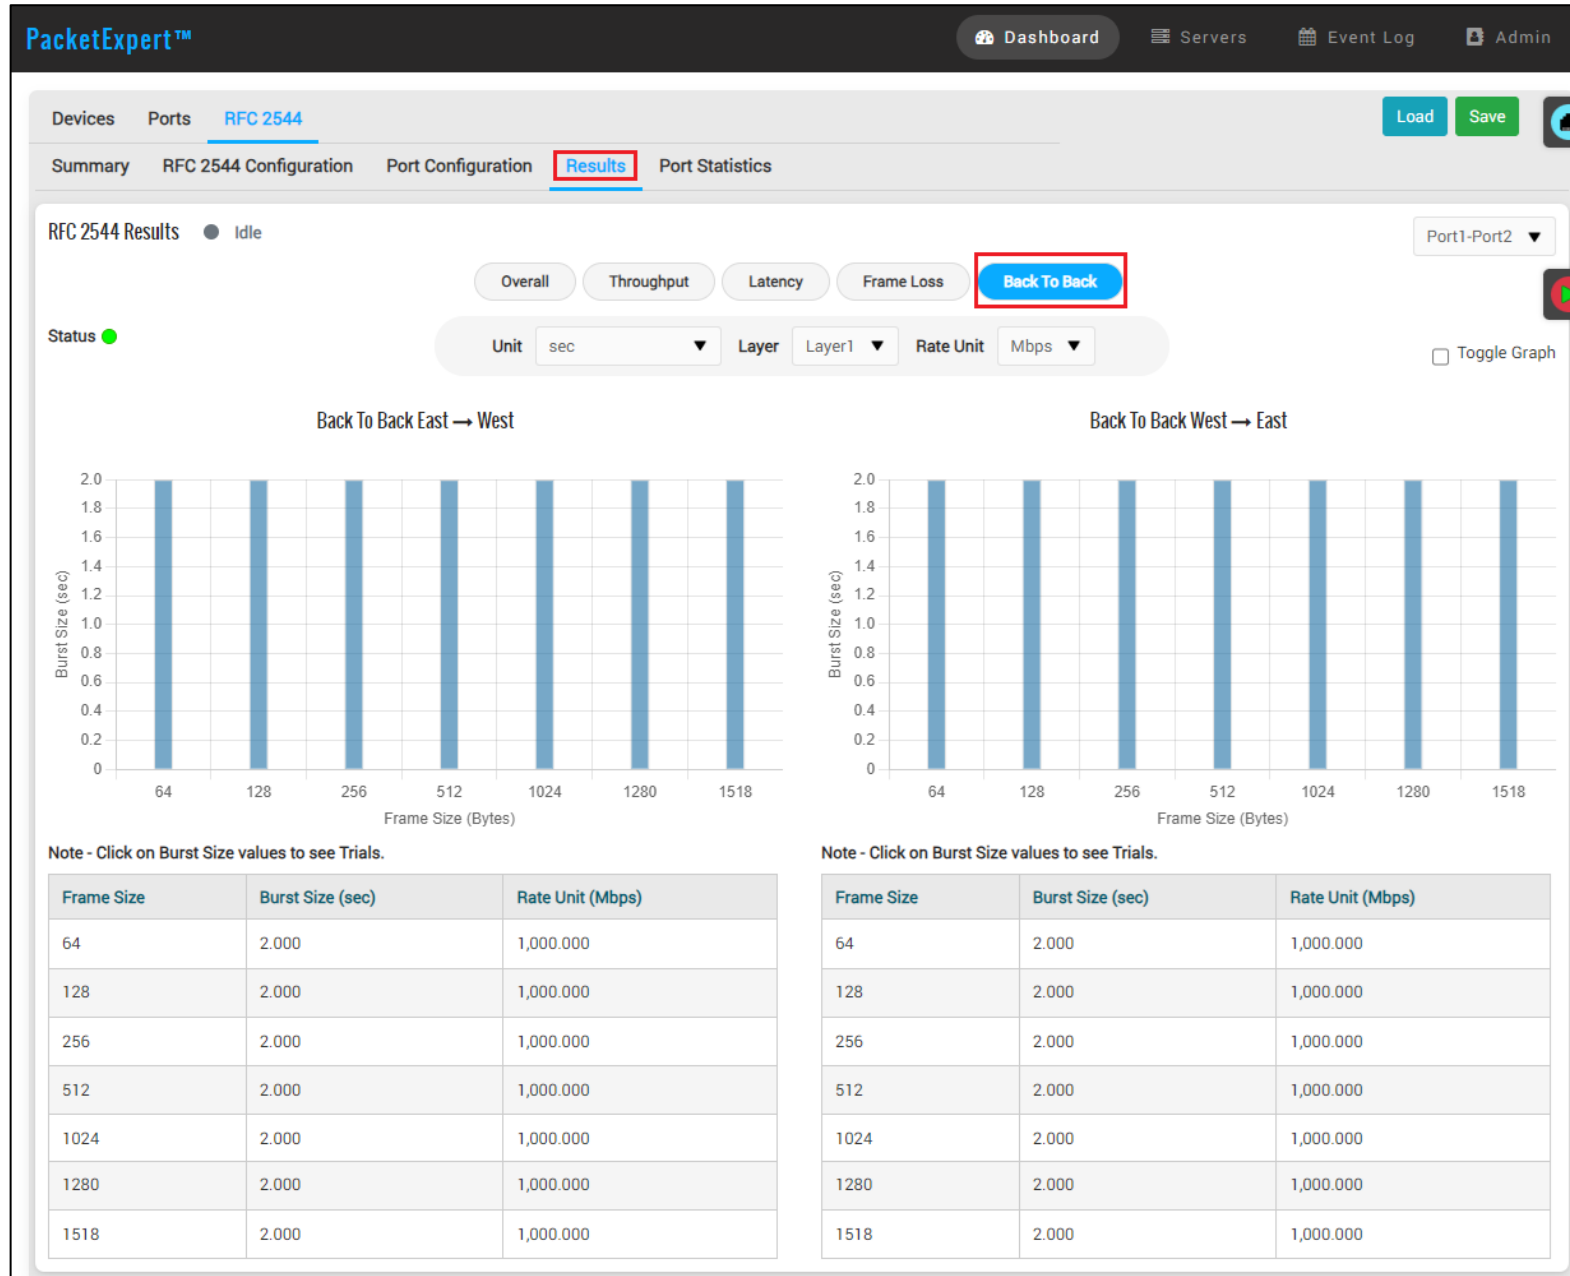 PacketExpert™ Dashboard Servers Event Log Admin
Devices Ports RFC 2544 Load Save
Summary RFC 2544 Configuration Port Configuration Results Port Statistics
RFC 2544 Results Idle Port1-Port2
Overall Throughput Latency Frame Loss Back To Back
Status Unit sec Layer Layer1 Rate Unit Mbps Toggle Graph
Back To Back East → West
2.0
1.8
1.6
1.4
1.2
1.0
0.8
0.6
0.4
0.2
0
Burst Size (sec)
64 128 256 512 1024 1280 1518
Frame Size (Bytes)
Note - Click on Burst Size values to see Trials.
Frame Size Burst Size (sec) Rate Unit (Mbps)
64 2.000 1,000.000
128 2.000 1,000.000
256 2.000 1,000.000
512 2.000 1,000.000
1024 2.000 1,000.000
1280 2.000 1,000.000
1518 2.000 1,000.000
Back To Back West → East
2.0
1.8
1.6
1.4
1.2
1.0
0.8
0.6
0.4
0.2
0
Burst Size (sec)
64 128 256 512 1024 1280 1518
Frame Size (Bytes)
Note - Click on Burst Size values to see Trials.
Frame Size Burst Size (sec) Rate Unit (Mbps)
64 2.000 1,000.000
128 2.000 1,000.000
256 2.000 1,000.000
512 2.000 1,000.000
1024 2.000 1,000.000
1280 2.000 1,000.000
1518 2.000 1,000.000